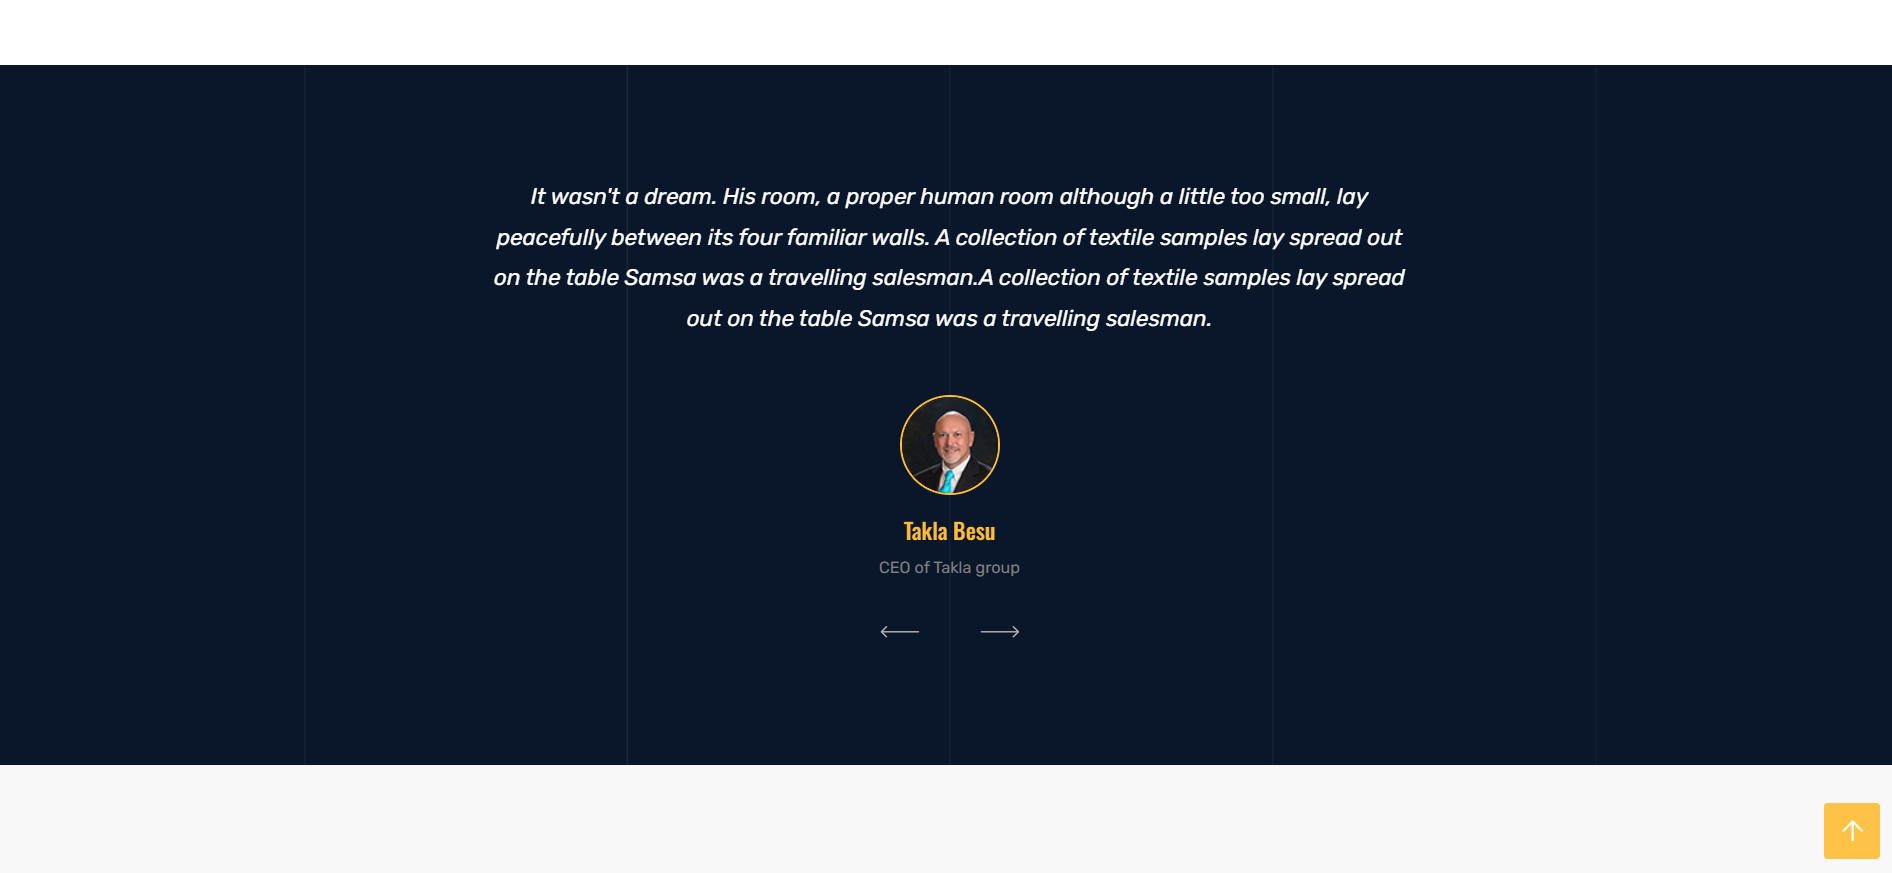 It wasn't a dream. His room, a proper human room although a little too small, lay
peacefully between its four familiar walls. A collection of textile samples lay spread out
on the table Samsa was a travelling salesman.A collection of textile samples lay spread
out on the table Samsa was a travelling salesman.
Takla Besu
CEO of Takla group